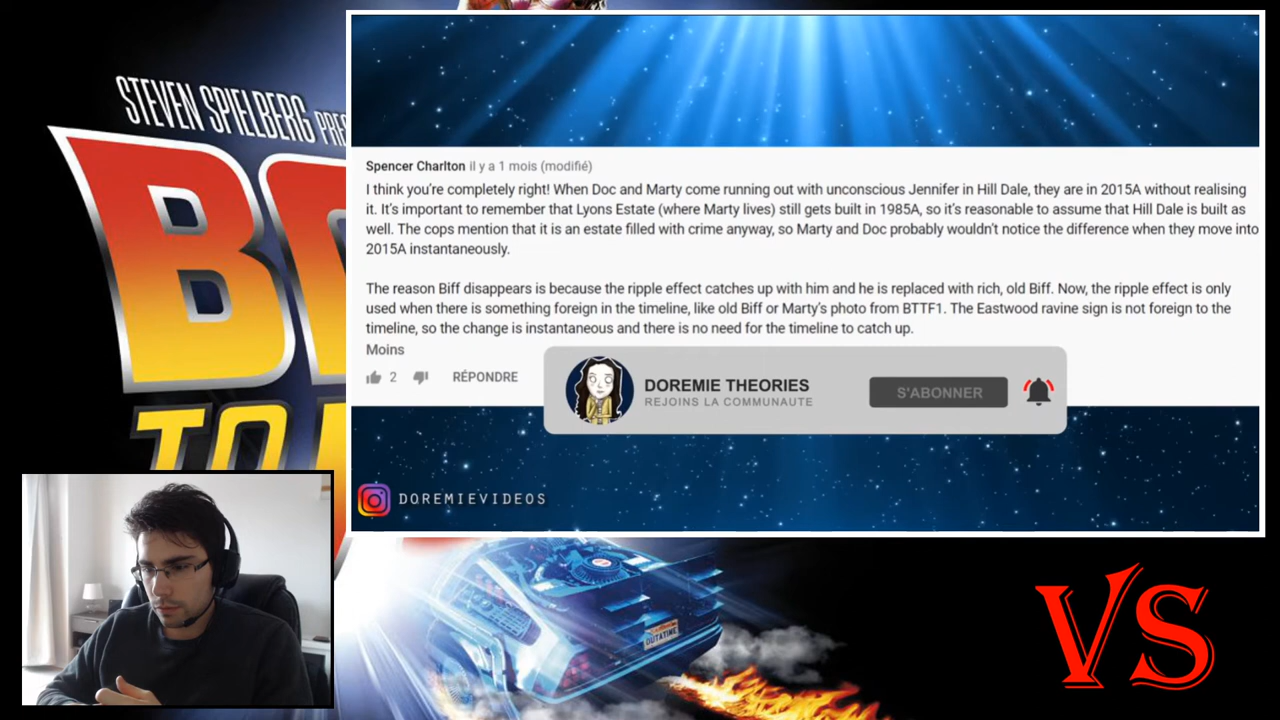 STEVEN SPIELBERG PRE
BA
TO
Spencer Charlton il y a 1 mois (modifié)
I think you're completely right! When Doc and Marty come running out with unconscious Jennifer in Hill Dale, they are in 2015A without realising
it. It's important to remember that Lyons Estate (where Marty lives) still gets built in 1985A, so it's reasonable to assume that Hill Dale is built as
well. The cops mention that it is an estate filled with crime anyway, so Marty and Doc probably wouldn't notice the difference when they move into
2015A instantaneously.
The reason Biff disappears is because the ripple effect catches up with him and he is replaced with rich, old Biff. Now, the ripple effect is only
used when there is something foreign in the timeline, like old Biff or Marty's photo from BTTF1. The Eastwood ravine sign is not foreign to the
timeline, so the change is instantaneous and there is no need for the timeline to catch up.
Moins
2 RÉPONDRE
DOREMIE THEORIES
REJOINS LA COMMUNAUTE
S'ABONNER
DOREMIEVIDEOS
OUTATIME
VS